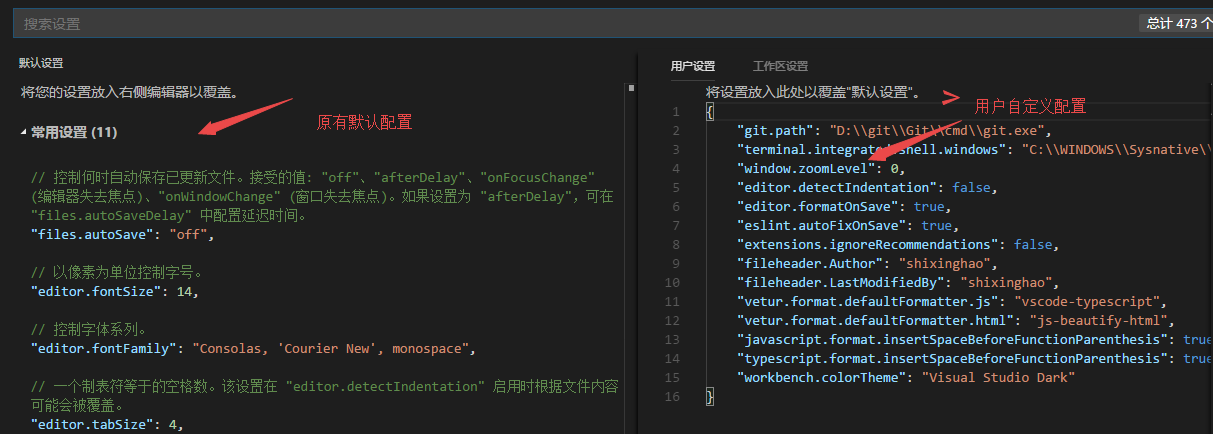 搜索设置
总计 473 个
默认设置
将您的设置放入右侧编辑器以覆盖。
常用设置 (11)
原有默认配置
// 控制何时自动保存已更新文件。接受的值: "off"、"afterDelay"、"onFocusChange"
(编辑器失去焦点)、"onWindowChange" (窗口失去焦点)。如果设置为 "afterDelay", 可在
"files.autoSaveDelay" 中配置延迟时间。
"files.autoSave": "off",
// 以像素为单位控制字号。
"editor.fontSize": 14,
// 控制字体系列。
"editor.fontFamily": "Consolas, 'Courier New', monospace",
// 一个制表符等于的空格数。该设置在 "editor.detectIndentation" 启用时根据文件内容
可能会被覆盖。
"editor.tabSize": 4,
用户设置 工作区设置
将设置放入此处以覆盖"默认设置"。
用户自定义配置
1 {
2 "git.path": "D:\\git\\Git\\cmd\\git.exe",
3 "terminal.integrated.shell.windows": "C:\\WINDOWS\\Sysnative\\
4 "window.zoomLevel": 0,
5 "editor.detectIndentation": false,
6 "editor.formatOnSave": true,
7 "eslint.autoFixOnSave": true,
8 "extensions.ignoreRecommendations": false,
9 "fileheader.Author": "shixinghao",
10 "fileheader.LastModifiedBy": "shixinghao",
11 "vetur.format.defaultFormatter.js": "vscode-typescript",
12 "vetur.format.defaultFormatter.html": "js-beautify-html",
13 "javascript.format.insertSpaceBeforeFunctionParenthesis": true
14 "typescript.format.insertSpaceBeforeFunctionParenthesis": true
15 "workbench.colorTheme": "Visual Studio Dark"
16 }